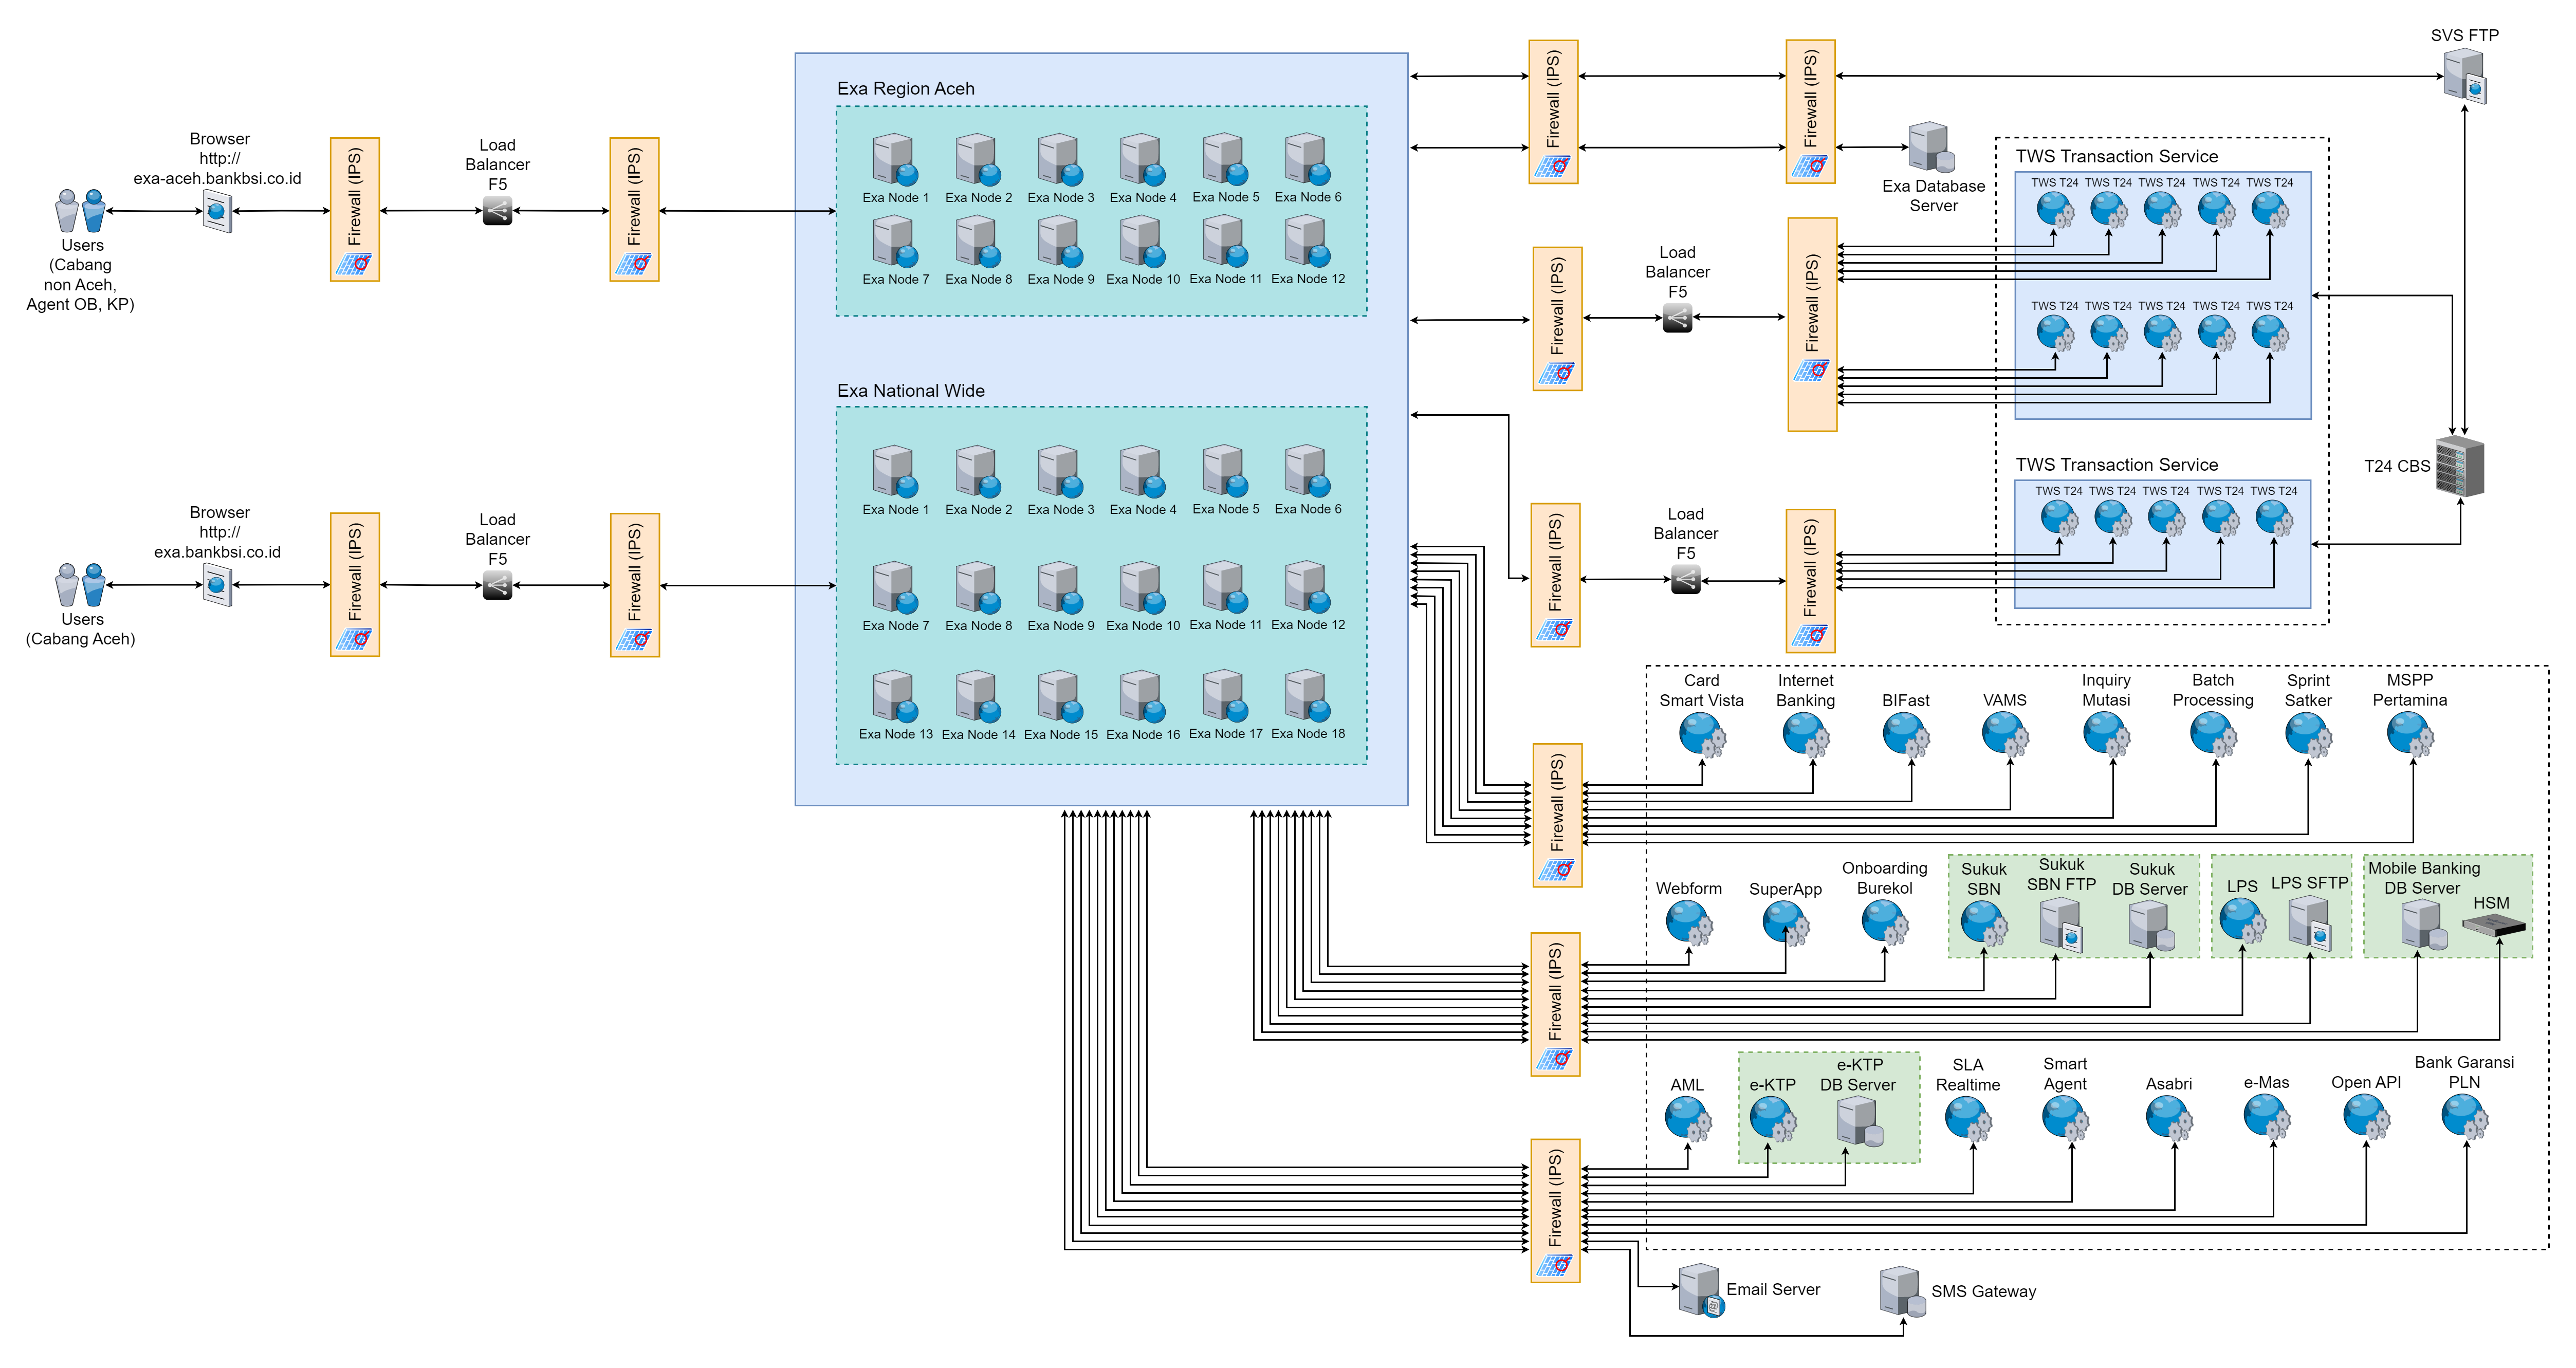 SVS FTP
Exa Region Aceh
Exa Node 1
Exa Node 2
Exa Node 3
Exa Node 4
Exa Node 5
Exa Node 6
Exa Node 7
Exa Node 8
Exa Node 9
Exa Node 10
Exa Node 11
Exa Node 12
Browser
http://
exa-aceh.bankbsi.co.id
Users
(Cabang
non Aceh,
Agent OB, KP)
Firewall (IPS)
Load
Balancer
F5
Firewall (IPS)
Exa National Wide
Exa Node 1
Exa Node 2
Exa Node 3
Exa Node 4
Exa Node 5
Exa Node 6
Exa Node 7
Exa Node 8
Exa Node 9
Exa Node 10
Exa Node 11
Exa Node 12
Exa Node 13
Exa Node 14
Exa Node 15
Exa Node 16
Exa Node 17
Exa Node 18
Browser
http://
exa.bankbsi.co.id
Users
(Cabang Aceh)
Firewall (IPS)
Load
Balancer
F5
Firewall (IPS)
Firewall (IPS)
Firewall (IPS)
Exa Database
Server
Firewall (IPS)
Load
Balancer
F5
Firewall (IPS)
TWS Transaction Service
TWS T24
TWS T24
TWS T24
TWS T24
TWS T24
TWS T24
TWS T24
TWS T24
TWS T24
TWS T24
T24 CBS
Firewall (IPS)
Load
Balancer
F5
Firewall (IPS)
TWS Transaction Service
TWS T24
TWS T24
TWS T24
TWS T24
TWS T24
Firewall (IPS)
Card
Smart Vista
Internet
Banking
BIFast
VAMS
Inquiry
Mutasi
Batch
Processing
Sprint
Satker
MSPP
Pertamina
Firewall (IPS)
Webform
SuperApp
Onboarding
Burekol
Sukuk
SBN
Sukuk
SBN FTP
Sukuk
DB Server
LPS
LPS SFTP
Mobile Banking
DB Server
HSM
Firewall (IPS)
AML
e-KTP
e-KTP
DB Server
SLA
Realtime
Smart
Agent
Asabri
e-Mas
Open API
Bank Garansi
PLN
Email Server
SMS Gateway